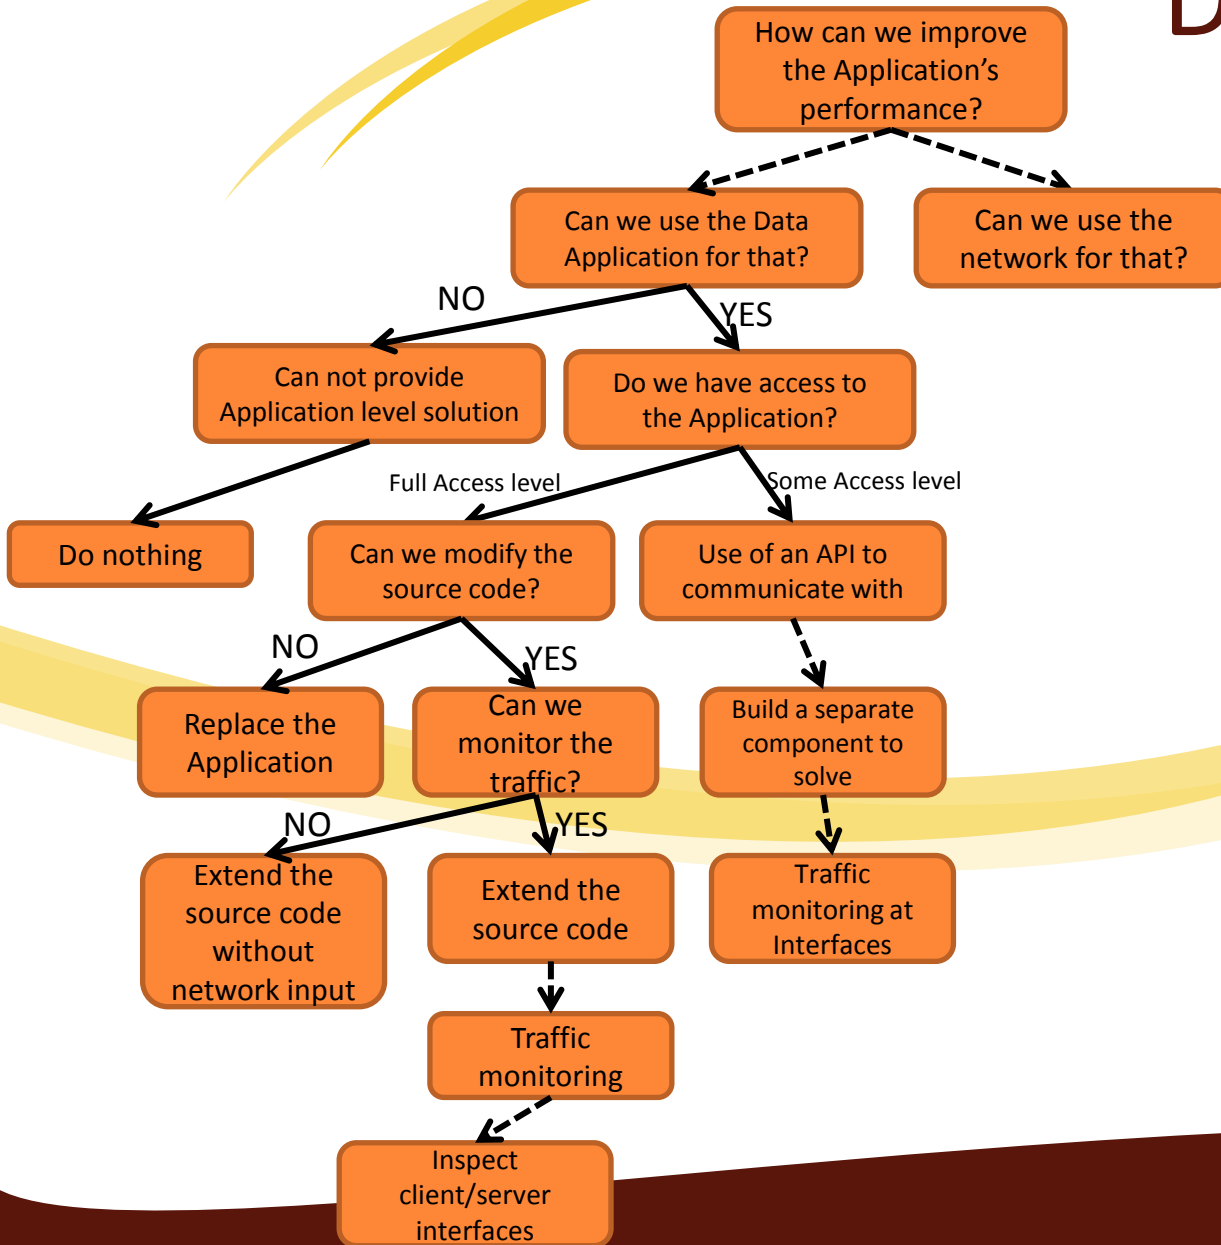 D
How can we improve
the Application’s
performance?
Can we use the Data
Application for that?
Can we use the
network for that?
NO
YES
Can not provide
Application level solution
Do we have access to
the Application?
Full Access level
Some Access level
Do nothing
Can we modify the
source code?
Use of an API to
communicate with
NO
YES
Replace the
Application
Can we
monitor the
traffic?
Build a separate
component to
solve
NO
YES
Extend the
source code
without
network input
Extend the
source code
Traffic
monitoring at
Interfaces
Traffic
monitoring
Inspect
client/server
interfaces